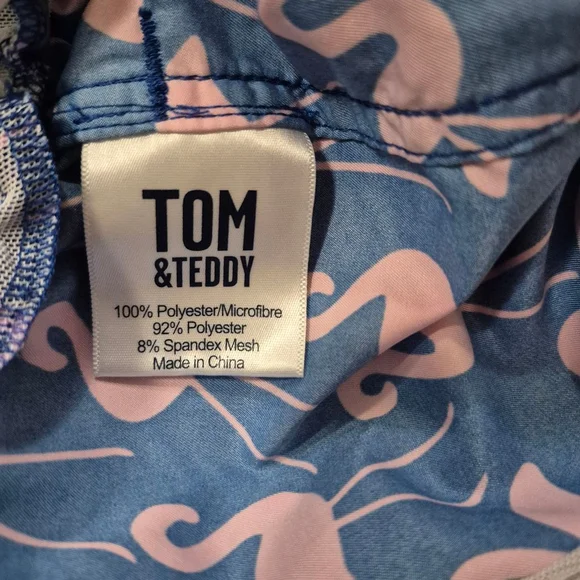 TOM
&TEDDY
100% Polyester/Microfibre
92% Polyester
8% Spandex Mesh
Made in China